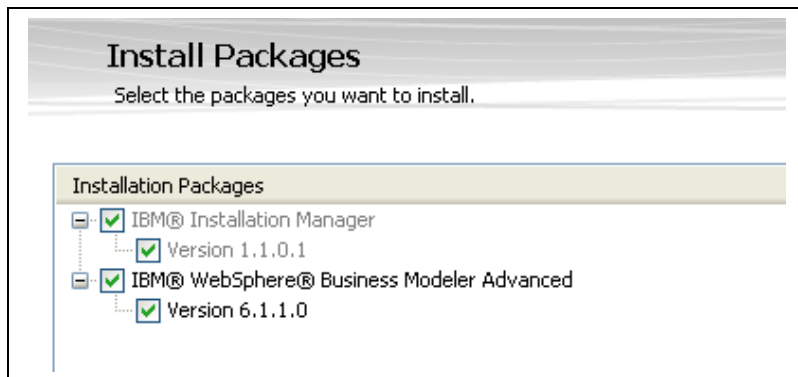 Install Packages
Select the packages you want to install.
Installation Packages
IBM® Installation Manager
Version 1.1.0.1
IBM® WebSphere® Business Modeler Advanced
Version 6.1.1.0